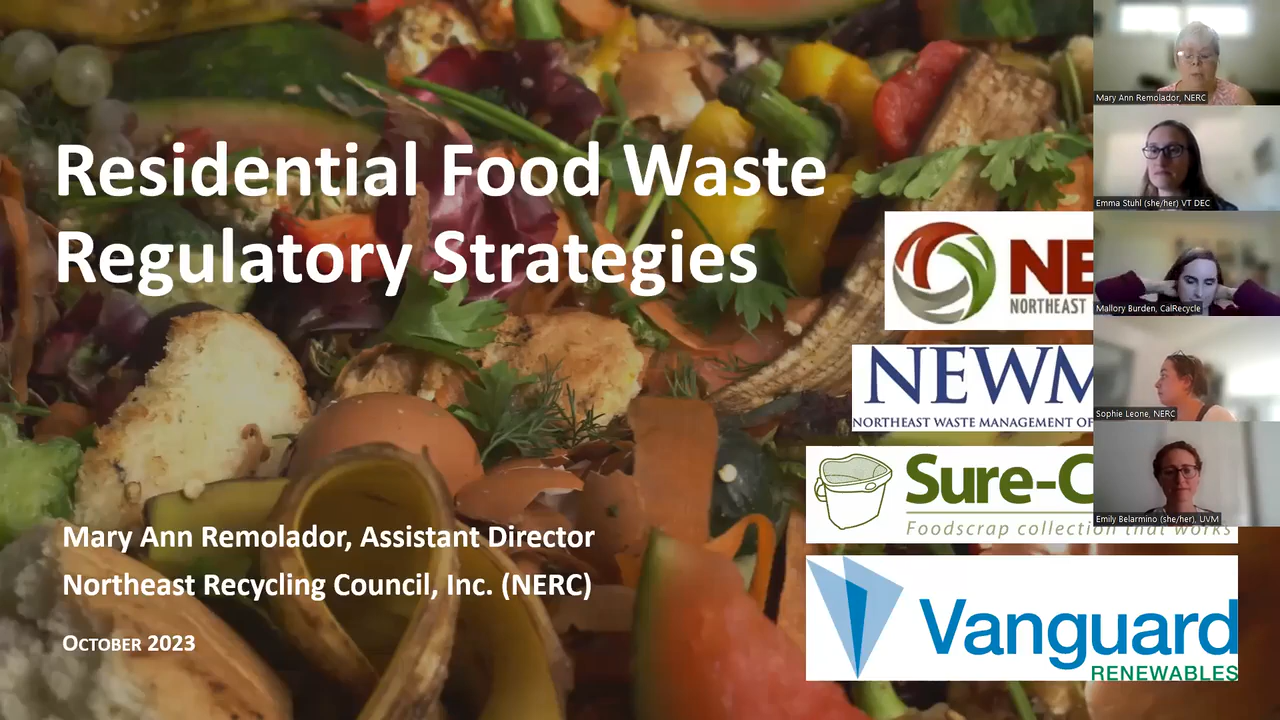 Residential Food Waste
Regulatory Strategies
Mary Ann Remolador, Assistant Director
Northeast Recycling Council, Inc. (NERC)
October 2023
NE
NORTHEAST
NEWM
NORTHEAST WASTE MANAGEMENT OF
Sure-C
Foodscrap collection that works
Vanguard
RENEWABLES
Mary Ann Remolador, NERC
Emma Stuhl (she/her) VT DEC
Mallory Burden, CalRecycle
Sophie Leone, NERC
Emily Belarmino (she/her), UVM